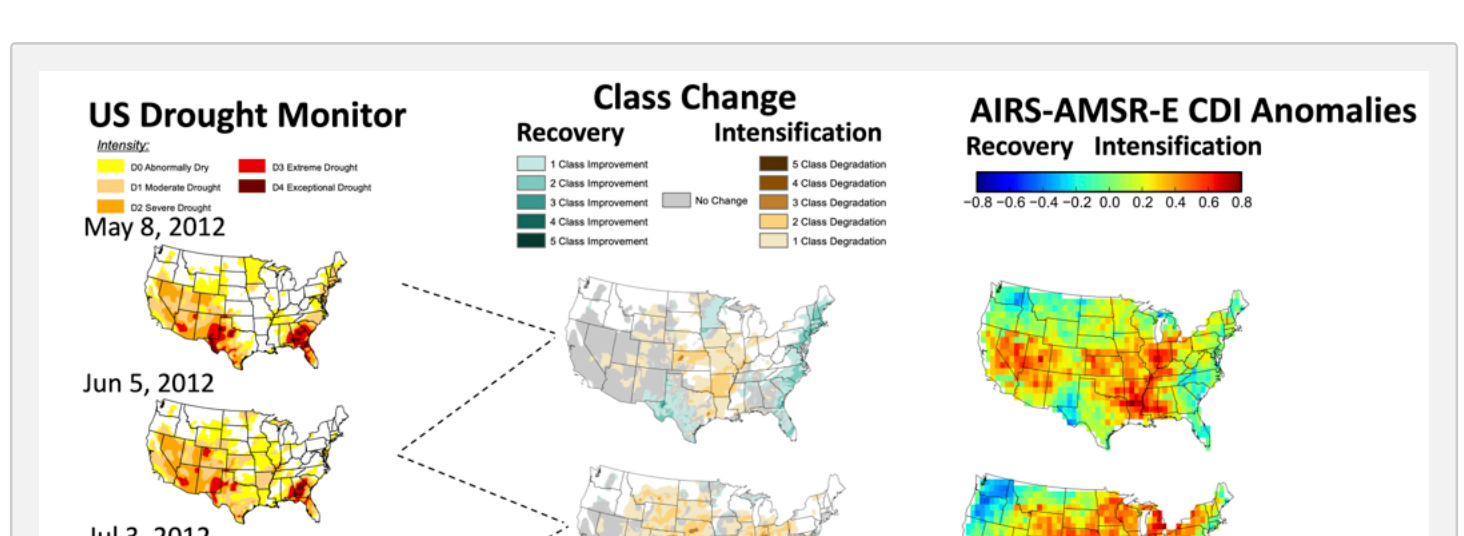 US Drought Monitor
Intensity:
D0 Abnormally Dry
D1 Moderate Drought
D2 Severe Drought
D3 Extreme Drought
D4 Exceptional Drought
May 8, 2012
Jun 5, 2012
Jul 3, 2012
Class Change
Recovery Intensification
1 Class Improvement
2 Class Improvement
3 Class Improvement
4 Class Improvement
5 Class Improvement
No Change
5 Class Degradation
4 Class Degradation
3 Class Degradation
2 Class Degradation
1 Class Degradation
AIRS-AMSR-E CDI Anomalies
Recovery Intensification
−0.8 −0.6 −0.4 −0.2 0.0 0.2 0.4 0.6 0.8